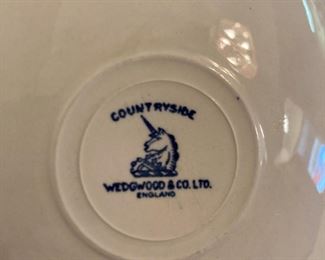 COUNTRYSIDE
WEDGWOOD & CO. LTD.
ENGLAND